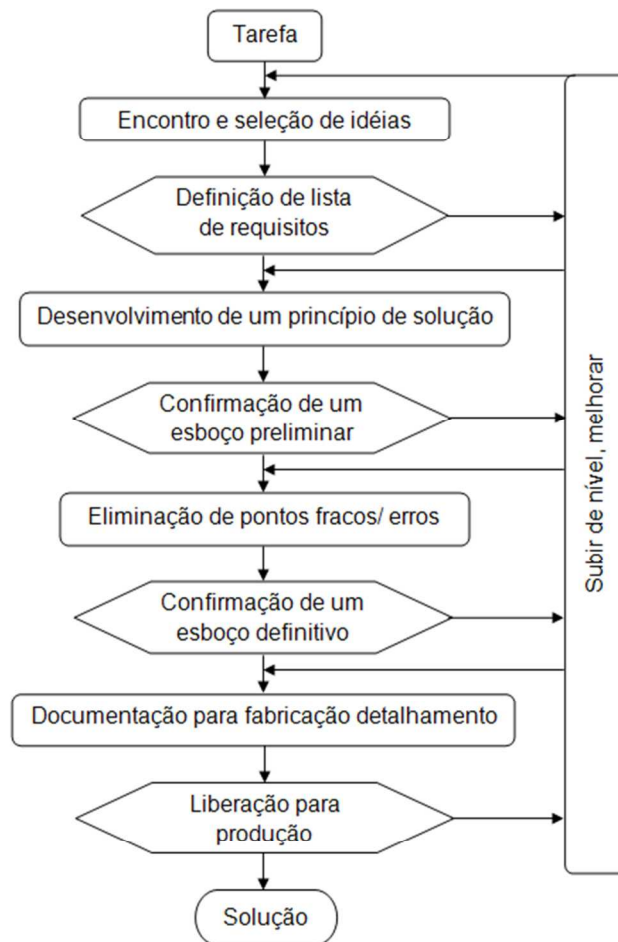 Tarefa
Encontro e seleção de idéias
Definição de lista
de requisitos
Desenvolvimento de um princípio de solução
Confirmação de um
esboço preliminar
Eliminação de pontos fracos/ erros
Confirmação de um
esboço definitivo
Documentação para fabricação detalhamento
Liberação para
produção
Solução
Subir de nível, melhorar